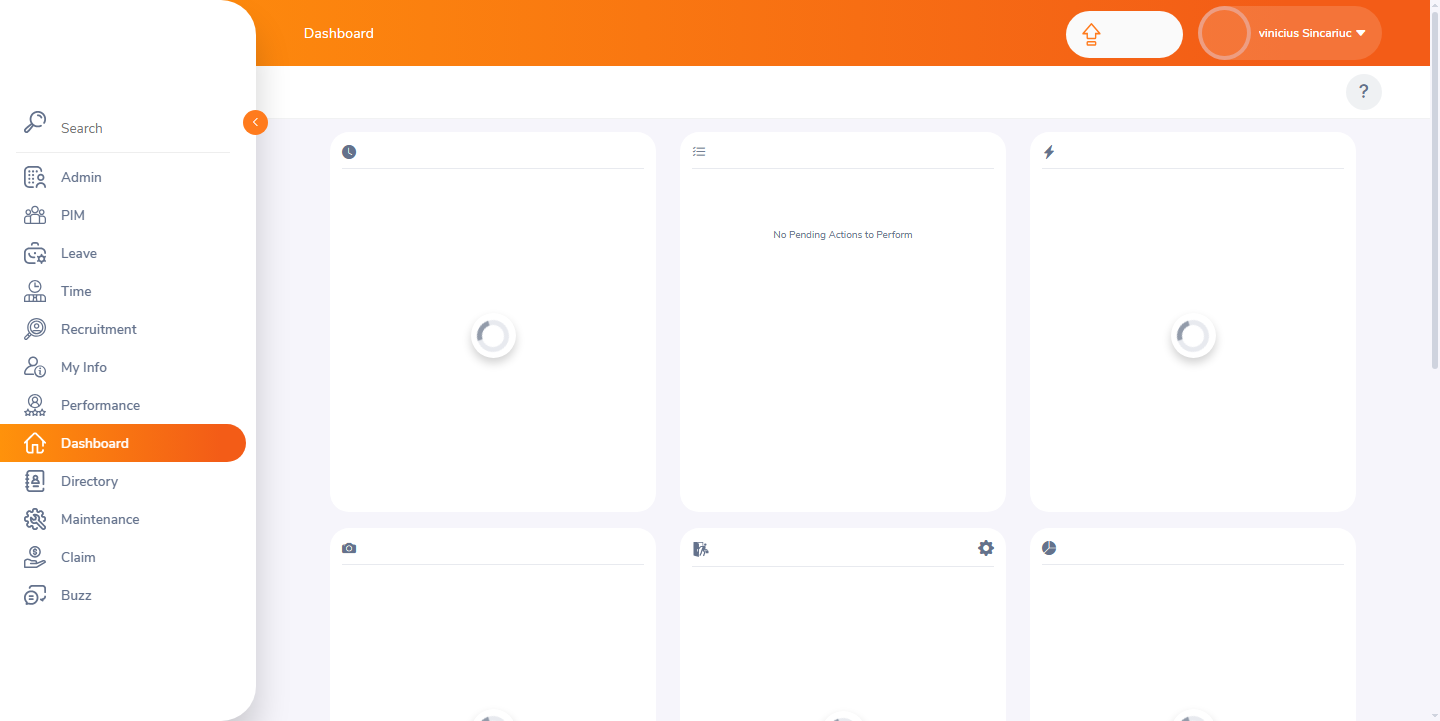 Dashboard
vinicius Sincariuc
?
Search
Admin
PIM
Leave
Time
Recruitment
My Info
Performance
Dashboard
Directory
Maintenance
Claim
Buzz
No Pending Actions to Perform